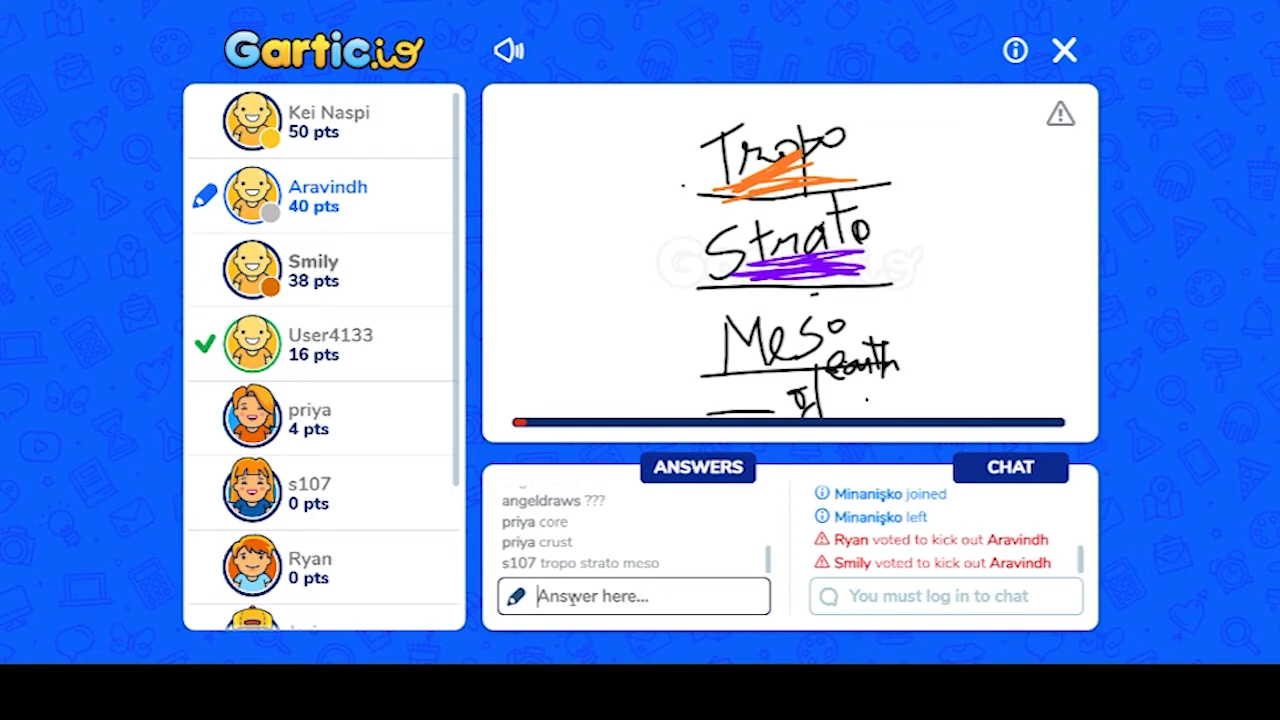 Gartic.io
Kei Naspi
50 pts
Aravindh
40 pts
Smily
38 pts
User4133
16 pts
priya
4 pts
s107
0 pts
Ryan
0 pts
Tropo
Strato
Meso
earth
ANSWERS
angeldraws ???
priya core
priya crust
s107 tropo strato meso
Answer here...
CHAT
Minanişko joined
Minanişko left
Ryan voted to kick out Aravindh
Smily voted to kick out Aravindh
You must log in to chat